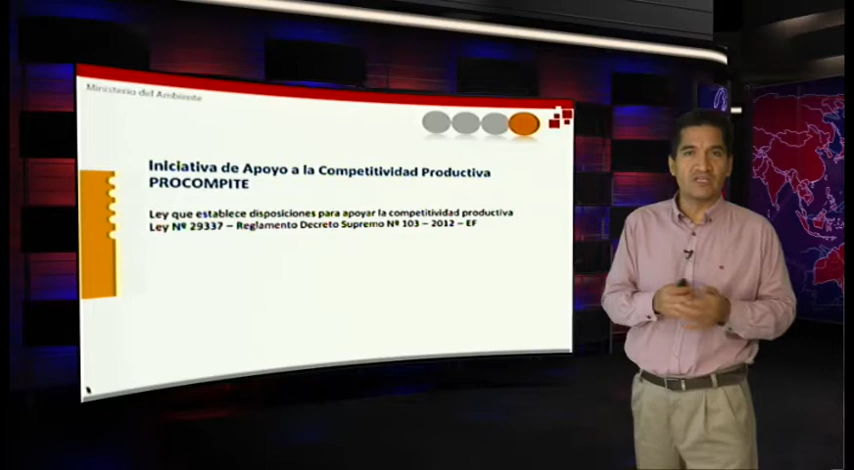 Ministerio del Ambiente
Iniciativa de Apoyo a la Competitividad Productiva
PROCOMPITE
Ley que establece disposiciones para apoyar la competitividad productiva
Ley Nº 29337 – Reglamento Decreto Supremo Nº 103 – 2012 – EF